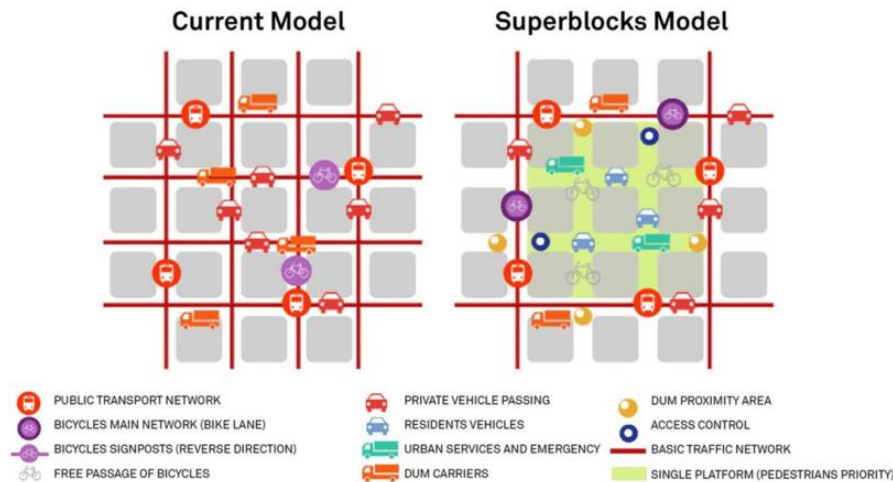 Current Model
Superblocks Model
PUBLIC TRANSPORT NETWORK
BICYCLES MAIN NETWORK (BIKE LANE)
BICYCLES SIGNPOSTS (REVERSE DIRECTION)
FREE PASSAGE OF BICYCLES
PRIVATE VEHICLE PASSING
RESIDENTS VEHICLES
URBAN SERVICES AND EMERGENCY
DUM CARRIERS
DUM PROXIMITY AREA
ACCESS CONTROL
BASIC TRAFFIC NETWORK
SINGLE PLATFORM (PEDESTRIANS PRIORITY)